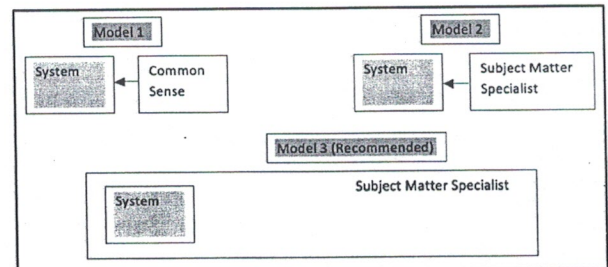 Model 1
Model 2
System
Common
Sense
System
Subject Matter
Specialist
Model 3 (Recommended)
Subject Matter Specialist
System